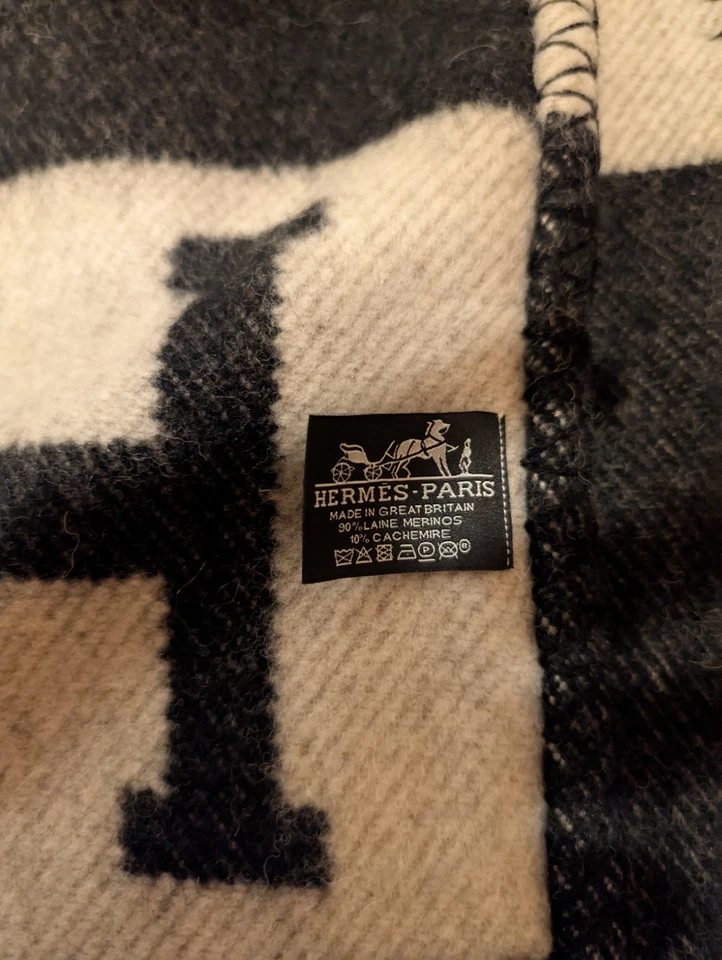 HERMÈS-PARIS
MADE IN GREAT BRITAIN
90% LAINE MERINOS
10% CACHEMIRE
P ®